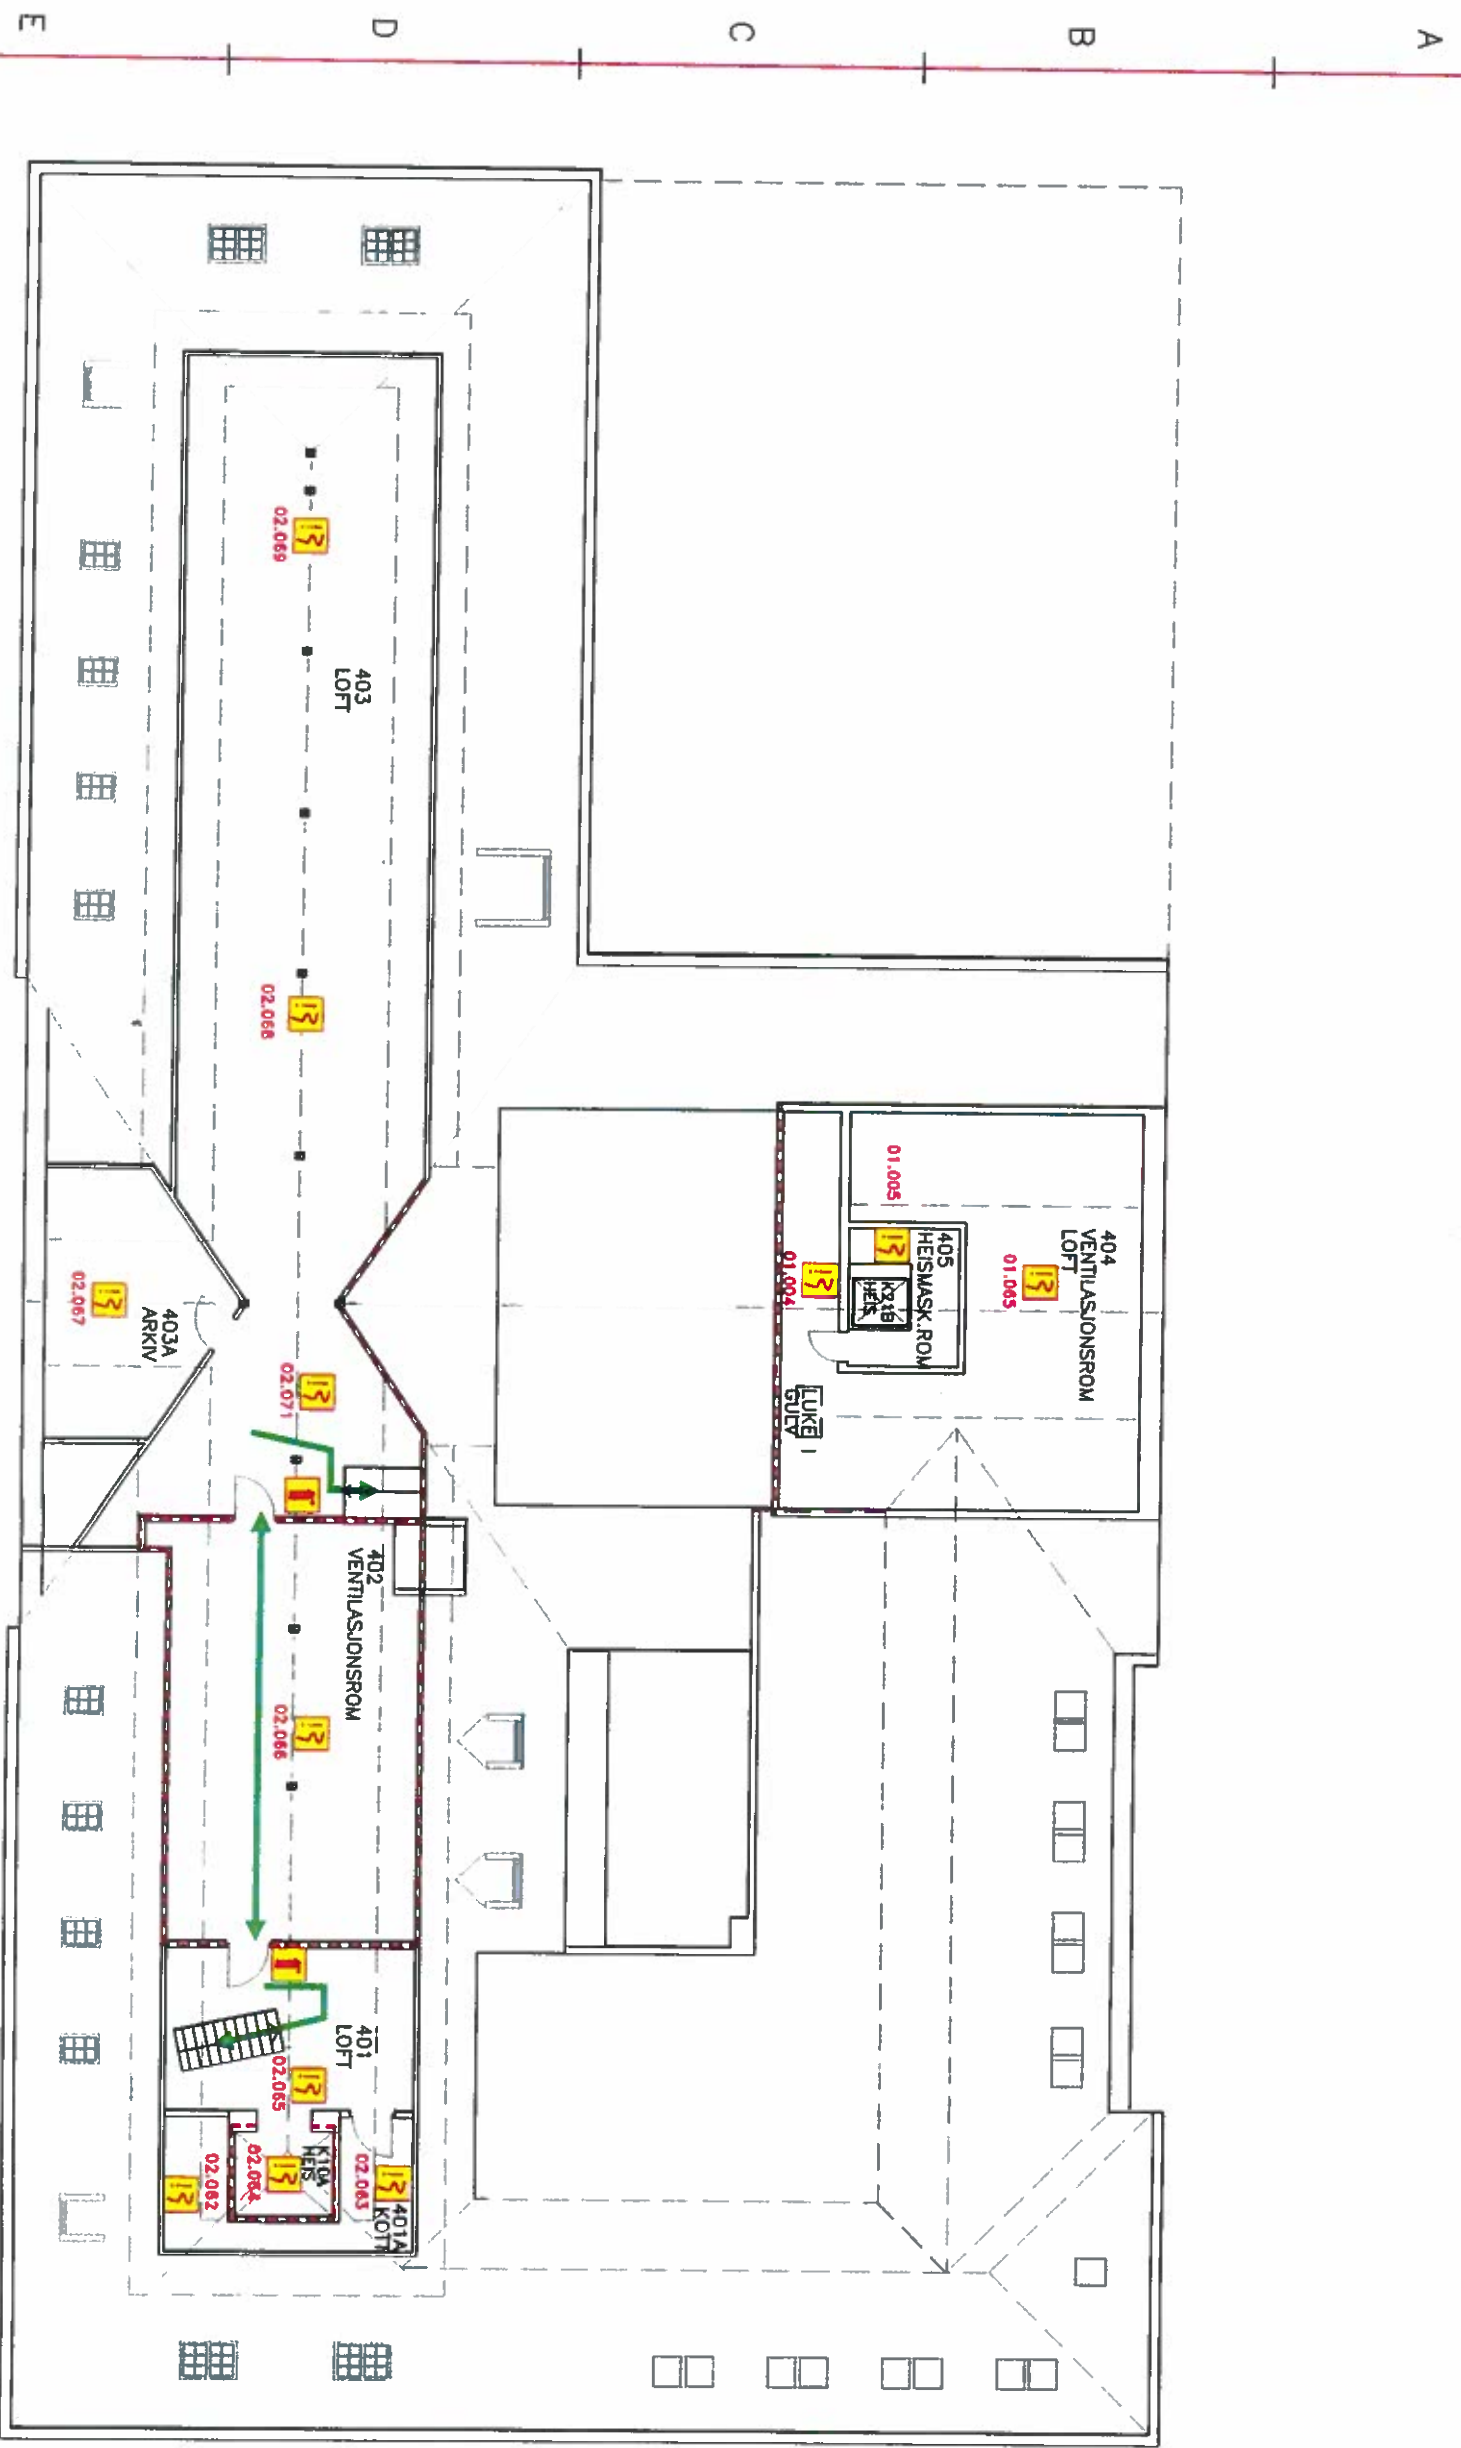 A
B
C
D
E
404
VENTILASJONSROM
LOFT
01.065
01.005
405
HEISMASK.ROM
K21B
HEIS
01.004
LUKE I
GULV
403
LOFT
02.069
02.068
403A
ARKIV
02.067
02.071
402
VENTILASJONSROM
02.066
401
LOFT
02.065
401A
KOTT
02.063
K10A
HEIS
02.064
02.062